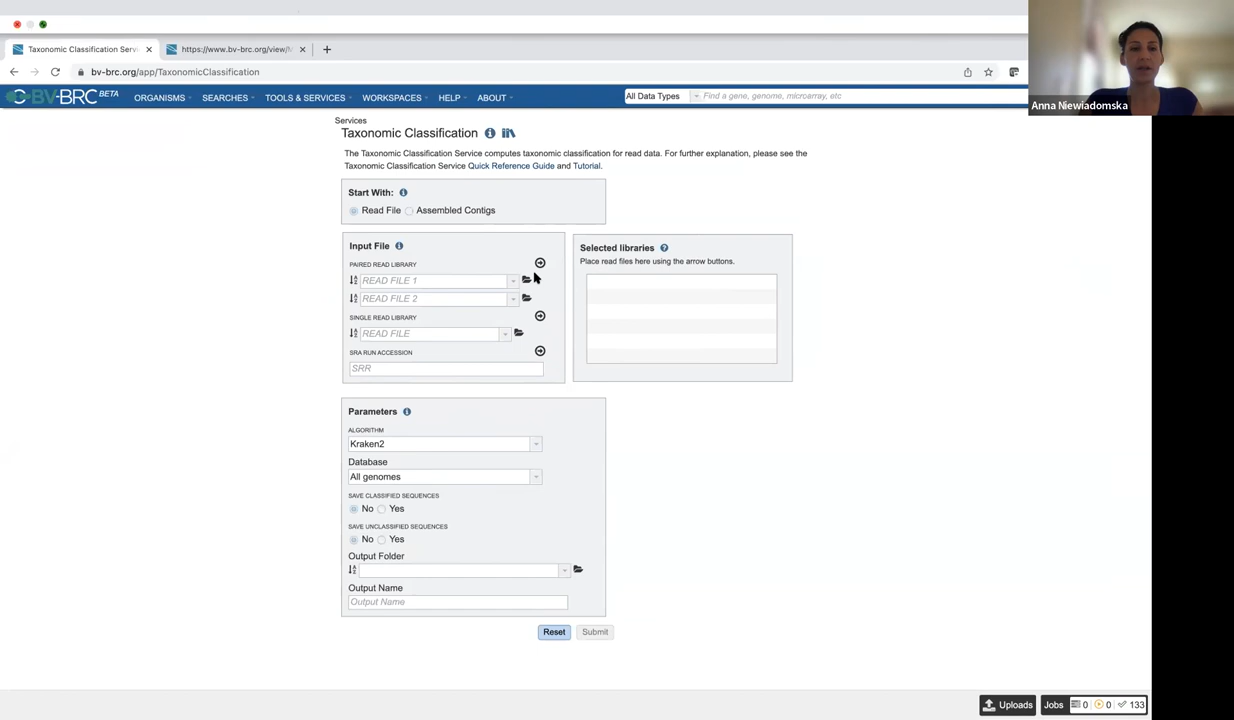 Taxonomic Classification Serv
https://www.bv-brc.org/view/
bv-brc.org/app/TaxonomicClassification
Anna Niewiadomska
BV-BRC BETA
ORGANISMS
SEARCHES
TOOLS & SERVICES
WORKSPACES
HELP
ABOUT
All Data Types
Find a gene, genome, microarray, etc
Services
Taxonomic Classification
The Taxonomic Classification Service computes taxonomic classification for read data. For further explanation, please see the
Taxonomic Classification Service Quick Reference Guide and Tutorial.
Start With:
Read File Assembled Contigs
Input File
PAIRED READ LIBRARY
READ FILE 1
READ FILE 2
SINGLE READ LIBRARY
READ FILE
SRA RUN ACCESSION
SRR
Selected libraries
Place read files here using the arrow buttons.
Parameters
ALGORITHM
Kraken2
Database
All genomes
SAVE CLASSIFIED SEQUENCES
No Yes
SAVE UNCLASSIFIED SEQUENCES
No Yes
Output Folder
Output Name
Output Name
Reset Submit
Uploads Jobs 0 0 133